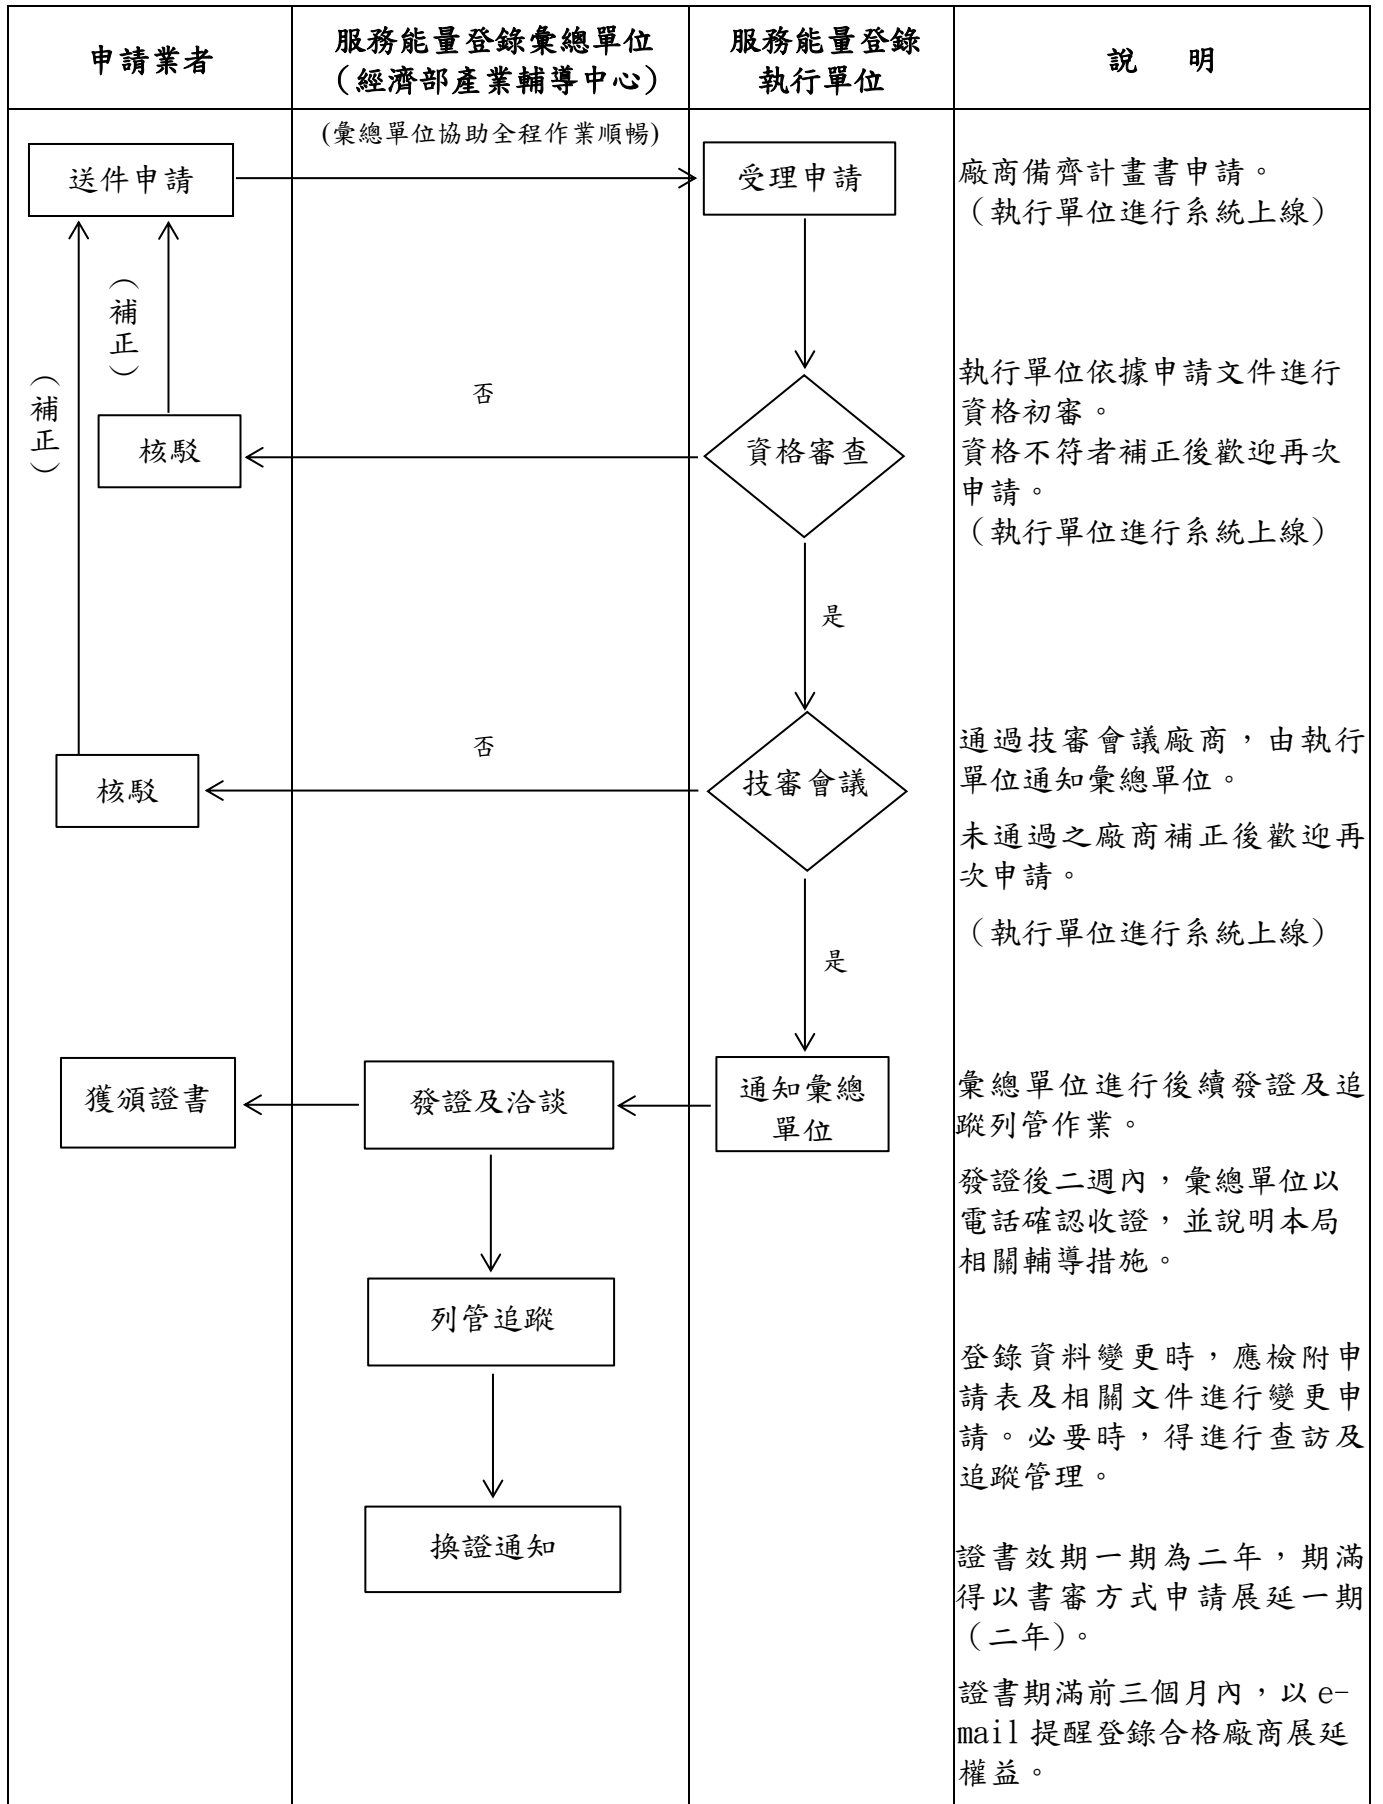 申請業者
服務能量登錄彙總單位
（經濟部產業輔導中心）
服務能量登錄
執行單位
說　明
(彙總單位協助全程作業順暢)
送件申請
受理申請
廠商備齊計畫書申請。
（執行單位進行系統上線）
（補正）
（補正）
否
核駁
資格審查
執行單位依據申請文件進行
資格初審。
資格不符者補正後歡迎再次
申請。
（執行單位進行系統上線）
是
否
核駁
技審會議
通過技審會議廠商，由執行
單位通知彙總單位。
未通過之廠商補正後歡迎再
次申請。
（執行單位進行系統上線）
是
獲頒證書
發證及洽談
通知彙總
單位
彙總單位進行後續發證及追
蹤列管作業。
發證後二週內，彙總單位以
電話確認收證，並說明本局
相關輔導措施。
列管追蹤
登錄資料變更時，應檢附申
請表及相關文件進行變更申
請。必要時，得進行查訪及
追蹤管理。
換證通知
證書效期一期為二年，期滿
得以書審方式申請展延一期
（二年）。
證書期滿前三個月內，以 e-
mail 提醒登錄合格廠商展延
權益。